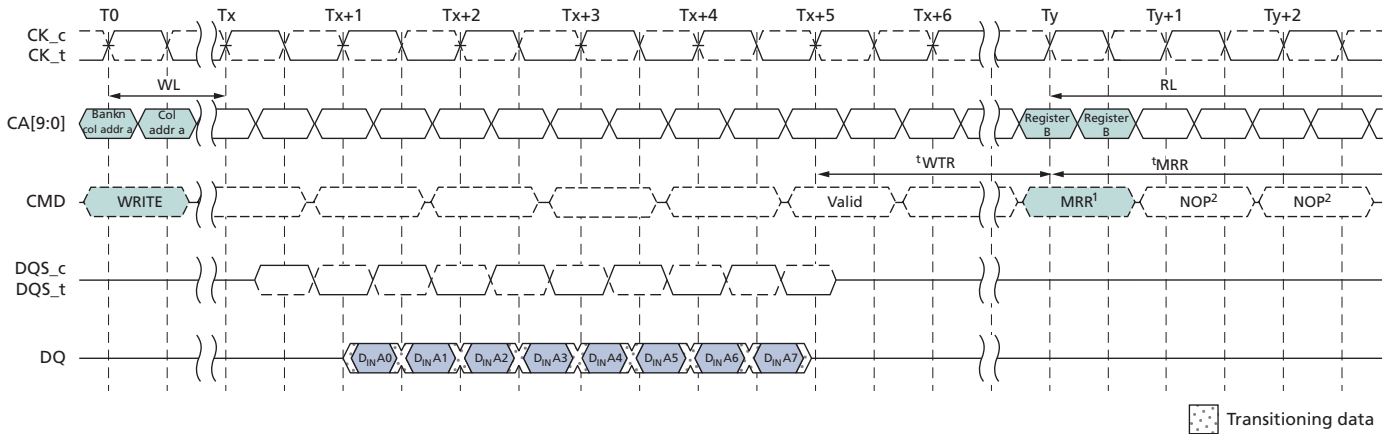 T0 Tx Tx+1 Tx+2 Tx+3 Tx+4 Tx+5 Tx+6 Ty Ty+1 Ty+2
CK_c
CK_t
WL RL
CA[9:0] Bankn col addr a Col addr a Register B Register B
tWTR tMRR
CMD WRITE Valid MRR1 NOP2 NOP2
DQS_c
DQS_t
DQ DINA0 DINA1 DINA2 DINA3 DINA4 DINA5 DINA6 DINA7
Transitioning data